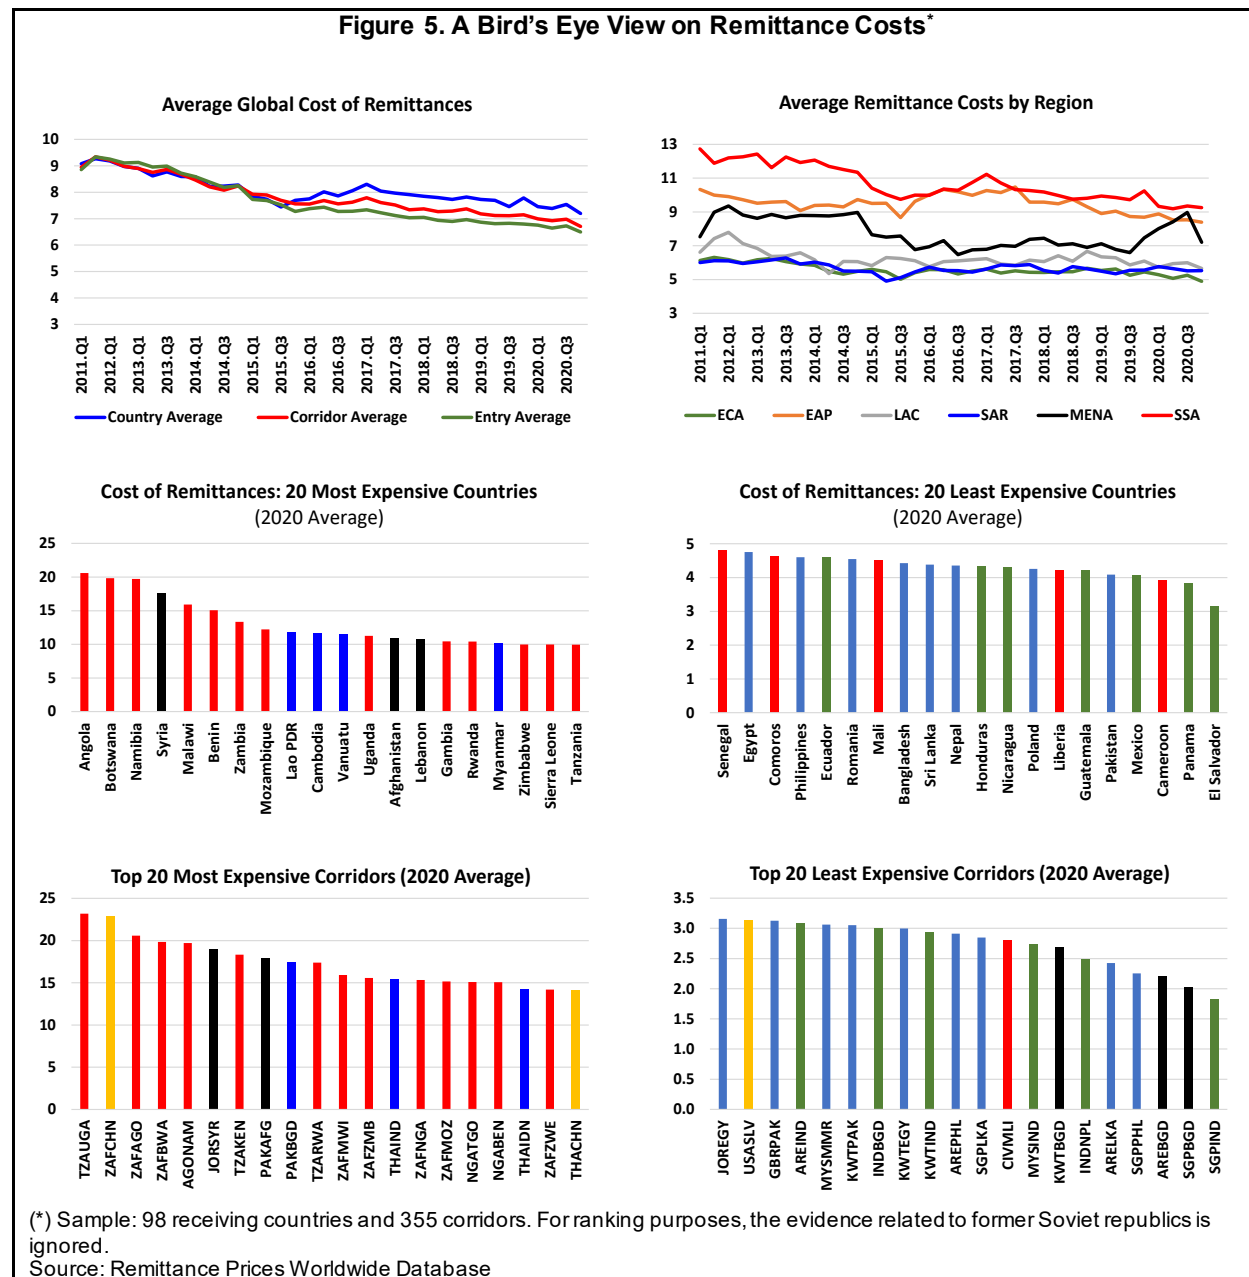 Figure 5. A Bird's Eye View on Remittance Costs*
Average Global Cost of Remittances
10
9
8
7
6
5
4
3
2011.Q1
2011.Q3
2012.Q1
2012.Q3
2013.Q1
2013.Q3
2014.Q1
2014.Q3
2015.Q1
2015.Q3
2016.Q1
2016.Q3
2017.Q1
2017.Q3
2018.Q1
2018.Q3
2019.Q1
2019.Q3
2020.Q1
2020.Q3
Country Average
Corridor Average
Entry Average
Average Remittance Costs by Region
13
11
9
7
5
3
2011.Q1
2011.Q3
2012.Q1
2012.Q3
2013.Q1
2013.Q3
2014.Q1
2014.Q3
2015.Q1
2015.Q3
2016.Q1
2016.Q3
2017.Q1
2017.Q3
2018.Q1
2018.Q3
2019.Q1
2019.Q3
2020.Q1
2020.Q3
ECA
EAP
LAC
SAR
MENA
SSA
Cost of Remittances: 20 Most Expensive Countries
(2020 Average)
25
20
15
10
5
0
Angola
Botswana
Namibia
Syria
Malawi
Benin
Zambia
Mozambique
Lao PDR
Cambodia
Vanuatu
Uganda
Afghanistan
Lebanon
Gambia
Rwanda
Myanmar
Zimbabwe
Sierra Leone
Tanzania
Cost of Remittances: 20 Least Expensive Countries
(2020 Average)
5
4
3
2
1
0
Senegal
Egypt
Comoros
Philippines
Ecuador
Romania
Mali
Bangladesh
Sri Lanka
Nepal
Honduras
Nicaragua
Poland
Liberia
Guatemala
Pakistan
Mexico
Cameroon
Panama
El Salvador
Top 20 Most Expensive Corridors (2020 Average)
25
20
15
10
5
0
TZAUGA
ZAFCHN
ZAFAGO
ZAFBWA
AGONAM
JORSYR
TZAKEN
PAKAFG
PAKBGD
TZARWA
ZAFMWI
ZAFZMB
THAIND
ZAFNGA
ZAFMOZ
NGATGO
NGABEN
THAIDN
ZAFZWE
THACHN
Top 20 Least Expensive Corridors (2020 Average)
3.5
3.0
2.5
2.0
1.5
1.0
0.5
0.0
JOREGY
USASLV
GBRPAK
AREIND
MYSMMR
KWTPAK
INDBGD
KWTEGY
KWTIND
AREPHL
SGPLKA
CIVMLI
MYSIND
KWTBGD
INDNPL
ARELKA
SGPPHL
AREBGD
SGPBGD
SGPIND
(*) Sample: 98 receiving countries and 355 corridors. For ranking purposes, the evidence related to former Soviet republics is
ignored.
Source: Remittance Prices Worldwide Database